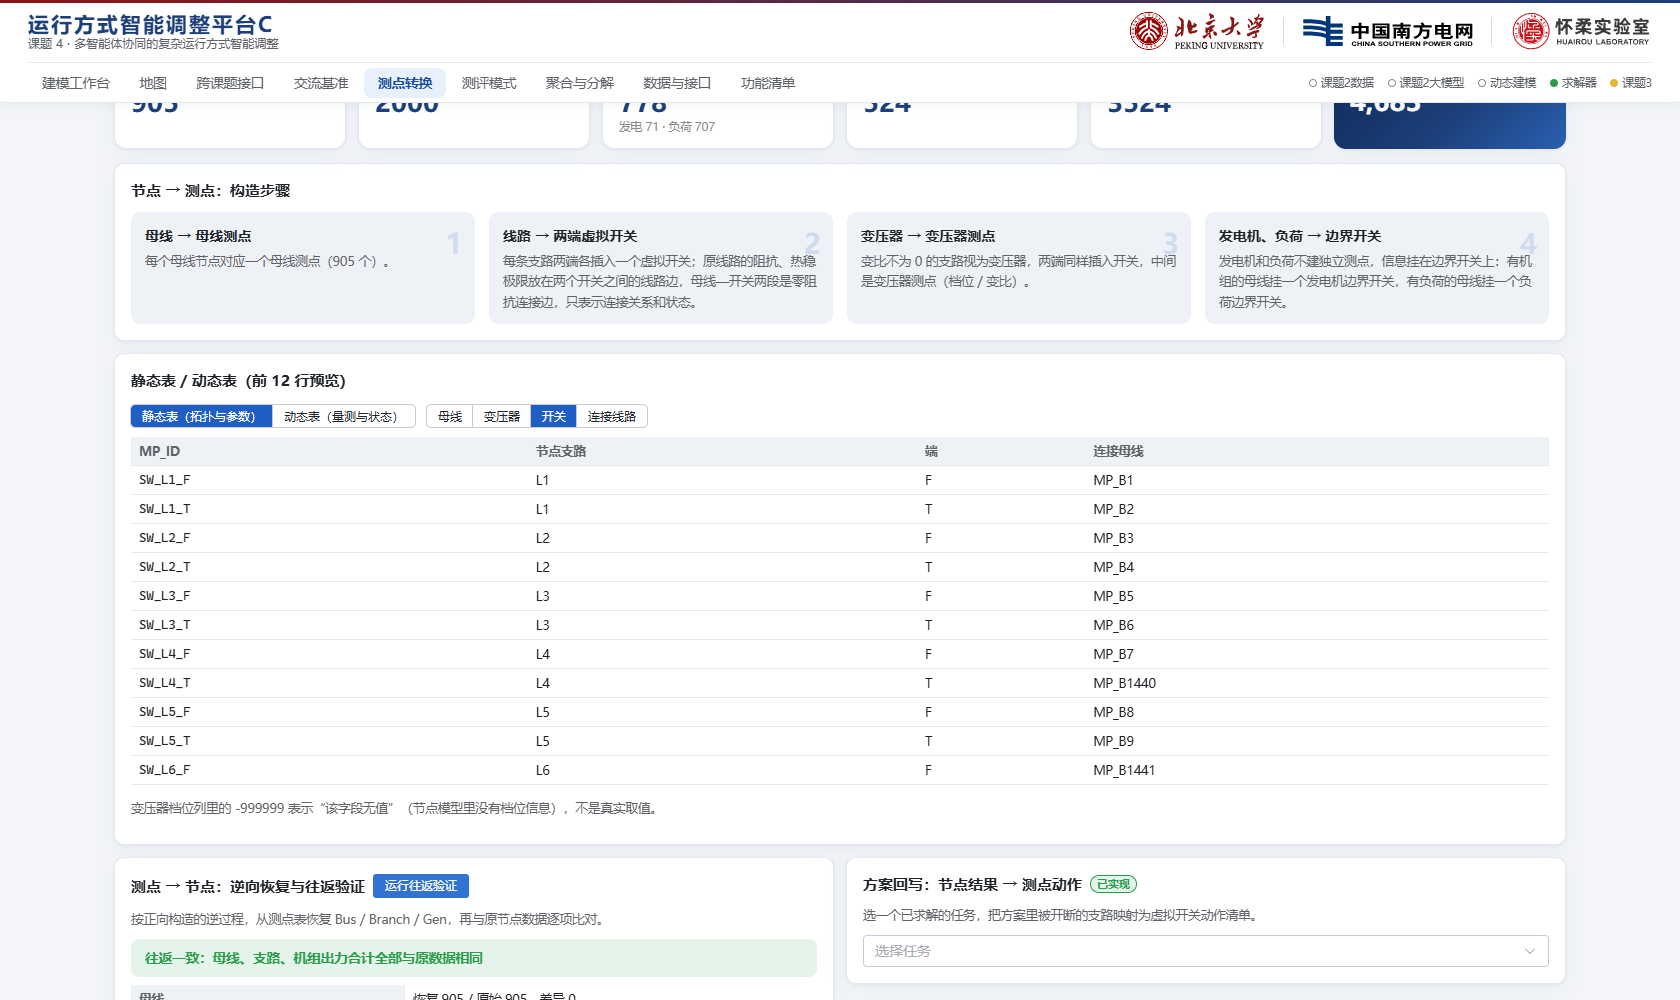 运行方式智能调整平台C
课题 4 · 多智能体协同的复杂运行方式智能调整
北京大学
PEKING UNIVERSITY
中国南方电网
CHINA SOUTHERN POWER GRID
怀柔实验室
HUAIROU LABORATORY
建模工作台 地图 跨课题接口 交流基准 测点转换 测评模式 聚合与分解 数据与接口 功能清单
课题2数据 课题2大模型 动态建模 求解器 课题3
905 2000 778 524 3524 4,683
发电 71 · 负荷 707
节点 → 测点：构造步骤
母线 → 母线测点
1
每个母线节点对应一个母线测点（905 个）。
线路 → 两端虚拟开关
2
每条支路两端各插入一个虚拟开关；原线路的阻抗、热稳
极限放在两个开关之间的线路边，母线—开关两段是零阻
抗连接边，只表示连接关系和状态。
变压器 → 变压器测点
3
变比不为 0 的支路视为变压器，两端同样插入开关，中间
是变压器测点（档位 / 变比）。
发电机、负荷 → 边界开关
4
发电机和负荷不建独立测点，信息挂在边界开关上：有机
组的母线挂一个发电机边界开关，有负荷的母线挂一个负
荷边界开关。
静态表 / 动态表（前 12 行预览）
静态表（拓扑与参数） 动态表（量测与状态） 母线 变压器 开关 连接线路
MP_ID 节点支路 端 连接母线
SW_L1_F L1 F MP_B1
SW_L1_T L1 T MP_B2
SW_L2_F L2 F MP_B3
SW_L2_T L2 T MP_B4
SW_L3_F L3 F MP_B5
SW_L3_T L3 T MP_B6
SW_L4_F L4 F MP_B7
SW_L4_T L4 T MP_B1440
SW_L5_F L5 F MP_B8
SW_L5_T L5 T MP_B9
SW_L6_F L6 F MP_B1441
变压器档位列里的 -999999 表示“该字段无值”（节点模型里没有档位信息），不是真实取值。
测点 → 节点：逆向恢复与往返验证 运行往返验证
按正向构造的逆过程，从测点表恢复 Bus / Branch / Gen，再与原节点数据逐项比对。
往返一致：母线、支路、机组出力合计全部与原数据相同
母线 恢复 905 / 原始 905，差异 0
方案回写：节点结果 → 测点动作 已实现
选一个已求解的任务，把方案里被开断的支路映射为虚拟开关动作清单。
选择任务